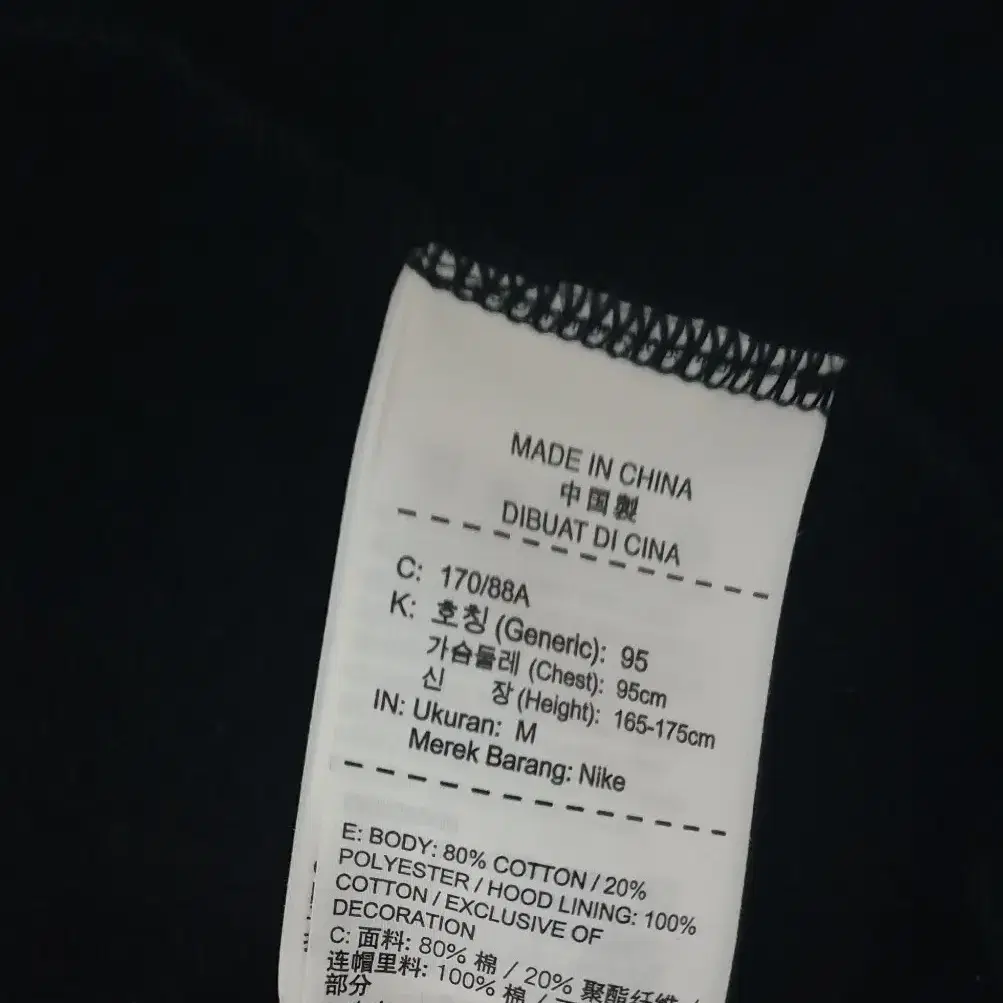 MADE IN CHINA
中国製
DIBUAT DI CINA
C: 170/88A
K: 호칭 (Generic): 95
가슴둘레 (Chest): 95cm
신 장 (Height): 165-175cm
IN: Ukuran: M
Merek Barang: Nike
E: BODY: 80% COTTON / 20%
POLYESTER / HOOD LINING: 100%
COTTON / EXCLUSIVE OF
DECORATION
C: 面料: 80% 棉 / 20% 聚酯纤维 /
连帽里料: 100% 棉 /
部分